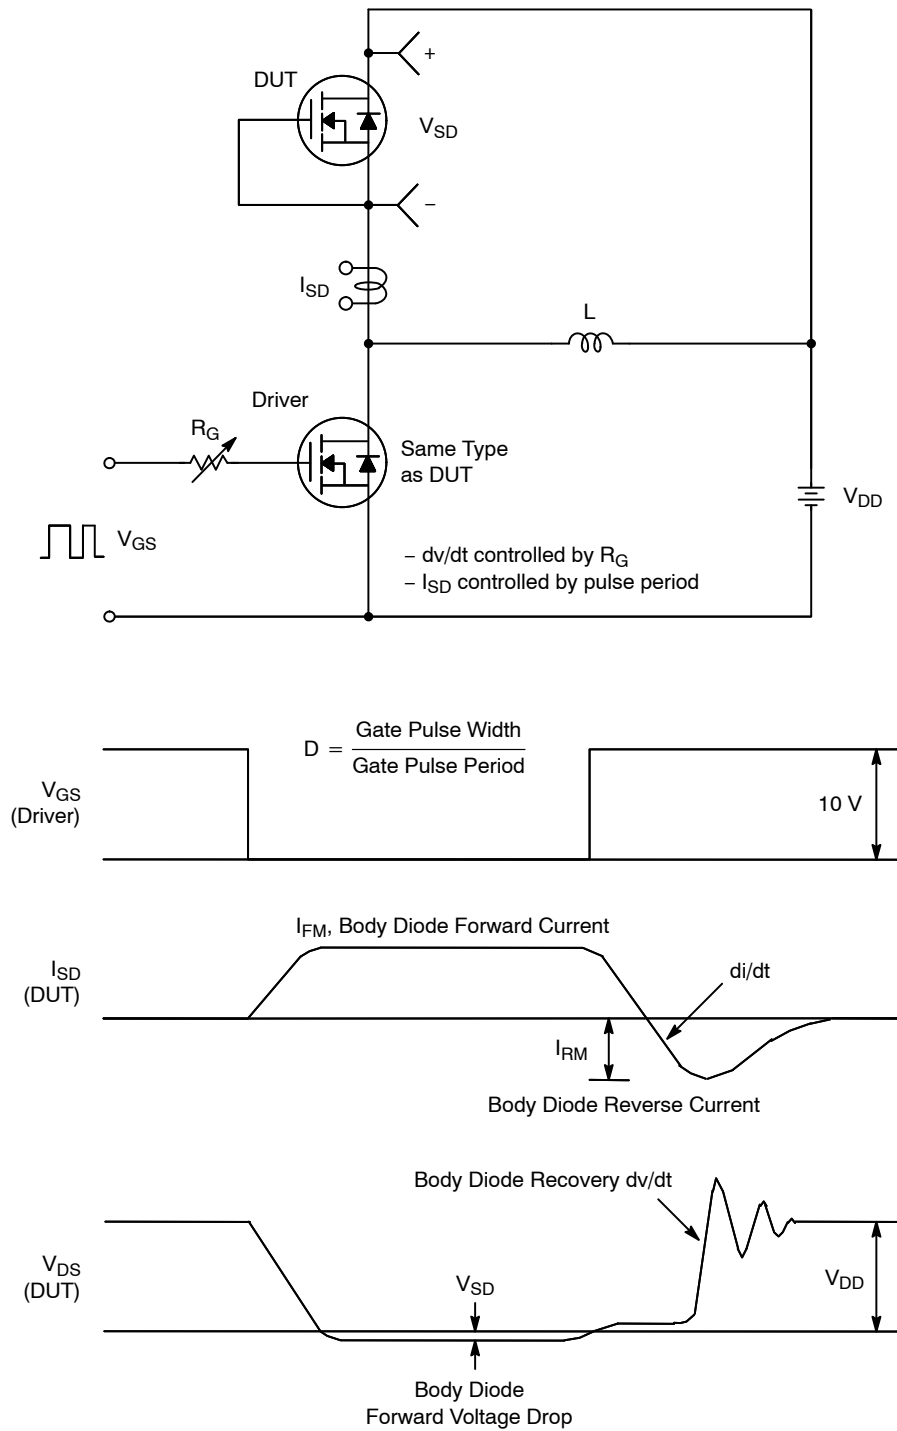 DUT
+
V_SD
−
I_SD
L
Driver
R_G
Same Type
as DUT
V_DD
V_GS
− dv/dt controlled by R_G
− I_SD controlled by pulse period
D = Gate Pulse Width
Gate Pulse Period
V_GS
(Driver)
10 V
I_FM, Body Diode Forward Current
I_SD
(DUT)
di/dt
I_RM
Body Diode Reverse Current
Body Diode Recovery dv/dt
V_DS
(DUT)
V_SD
V_DD
Body Diode
Forward Voltage Drop